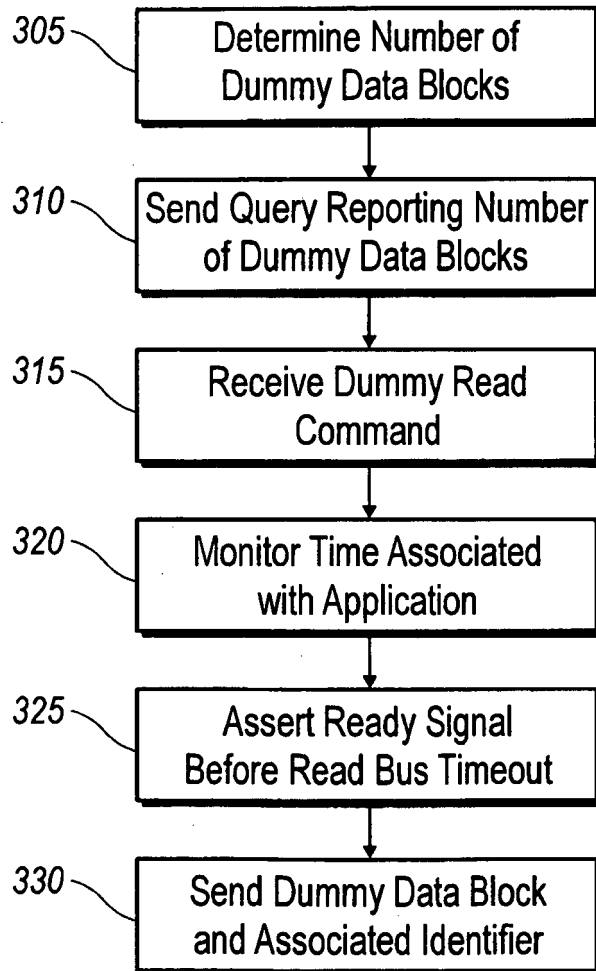 305
Determine Number of
Dummy Data Blocks
310
Send Query Reporting Number
of Dummy Data Blocks
315
Receive Dummy Read
Command
320
Monitor Time Associated
with Application
325
Assert Ready Signal
Before Read Bus Timeout
330
Send Dummy Data Block
and Associated Identifier